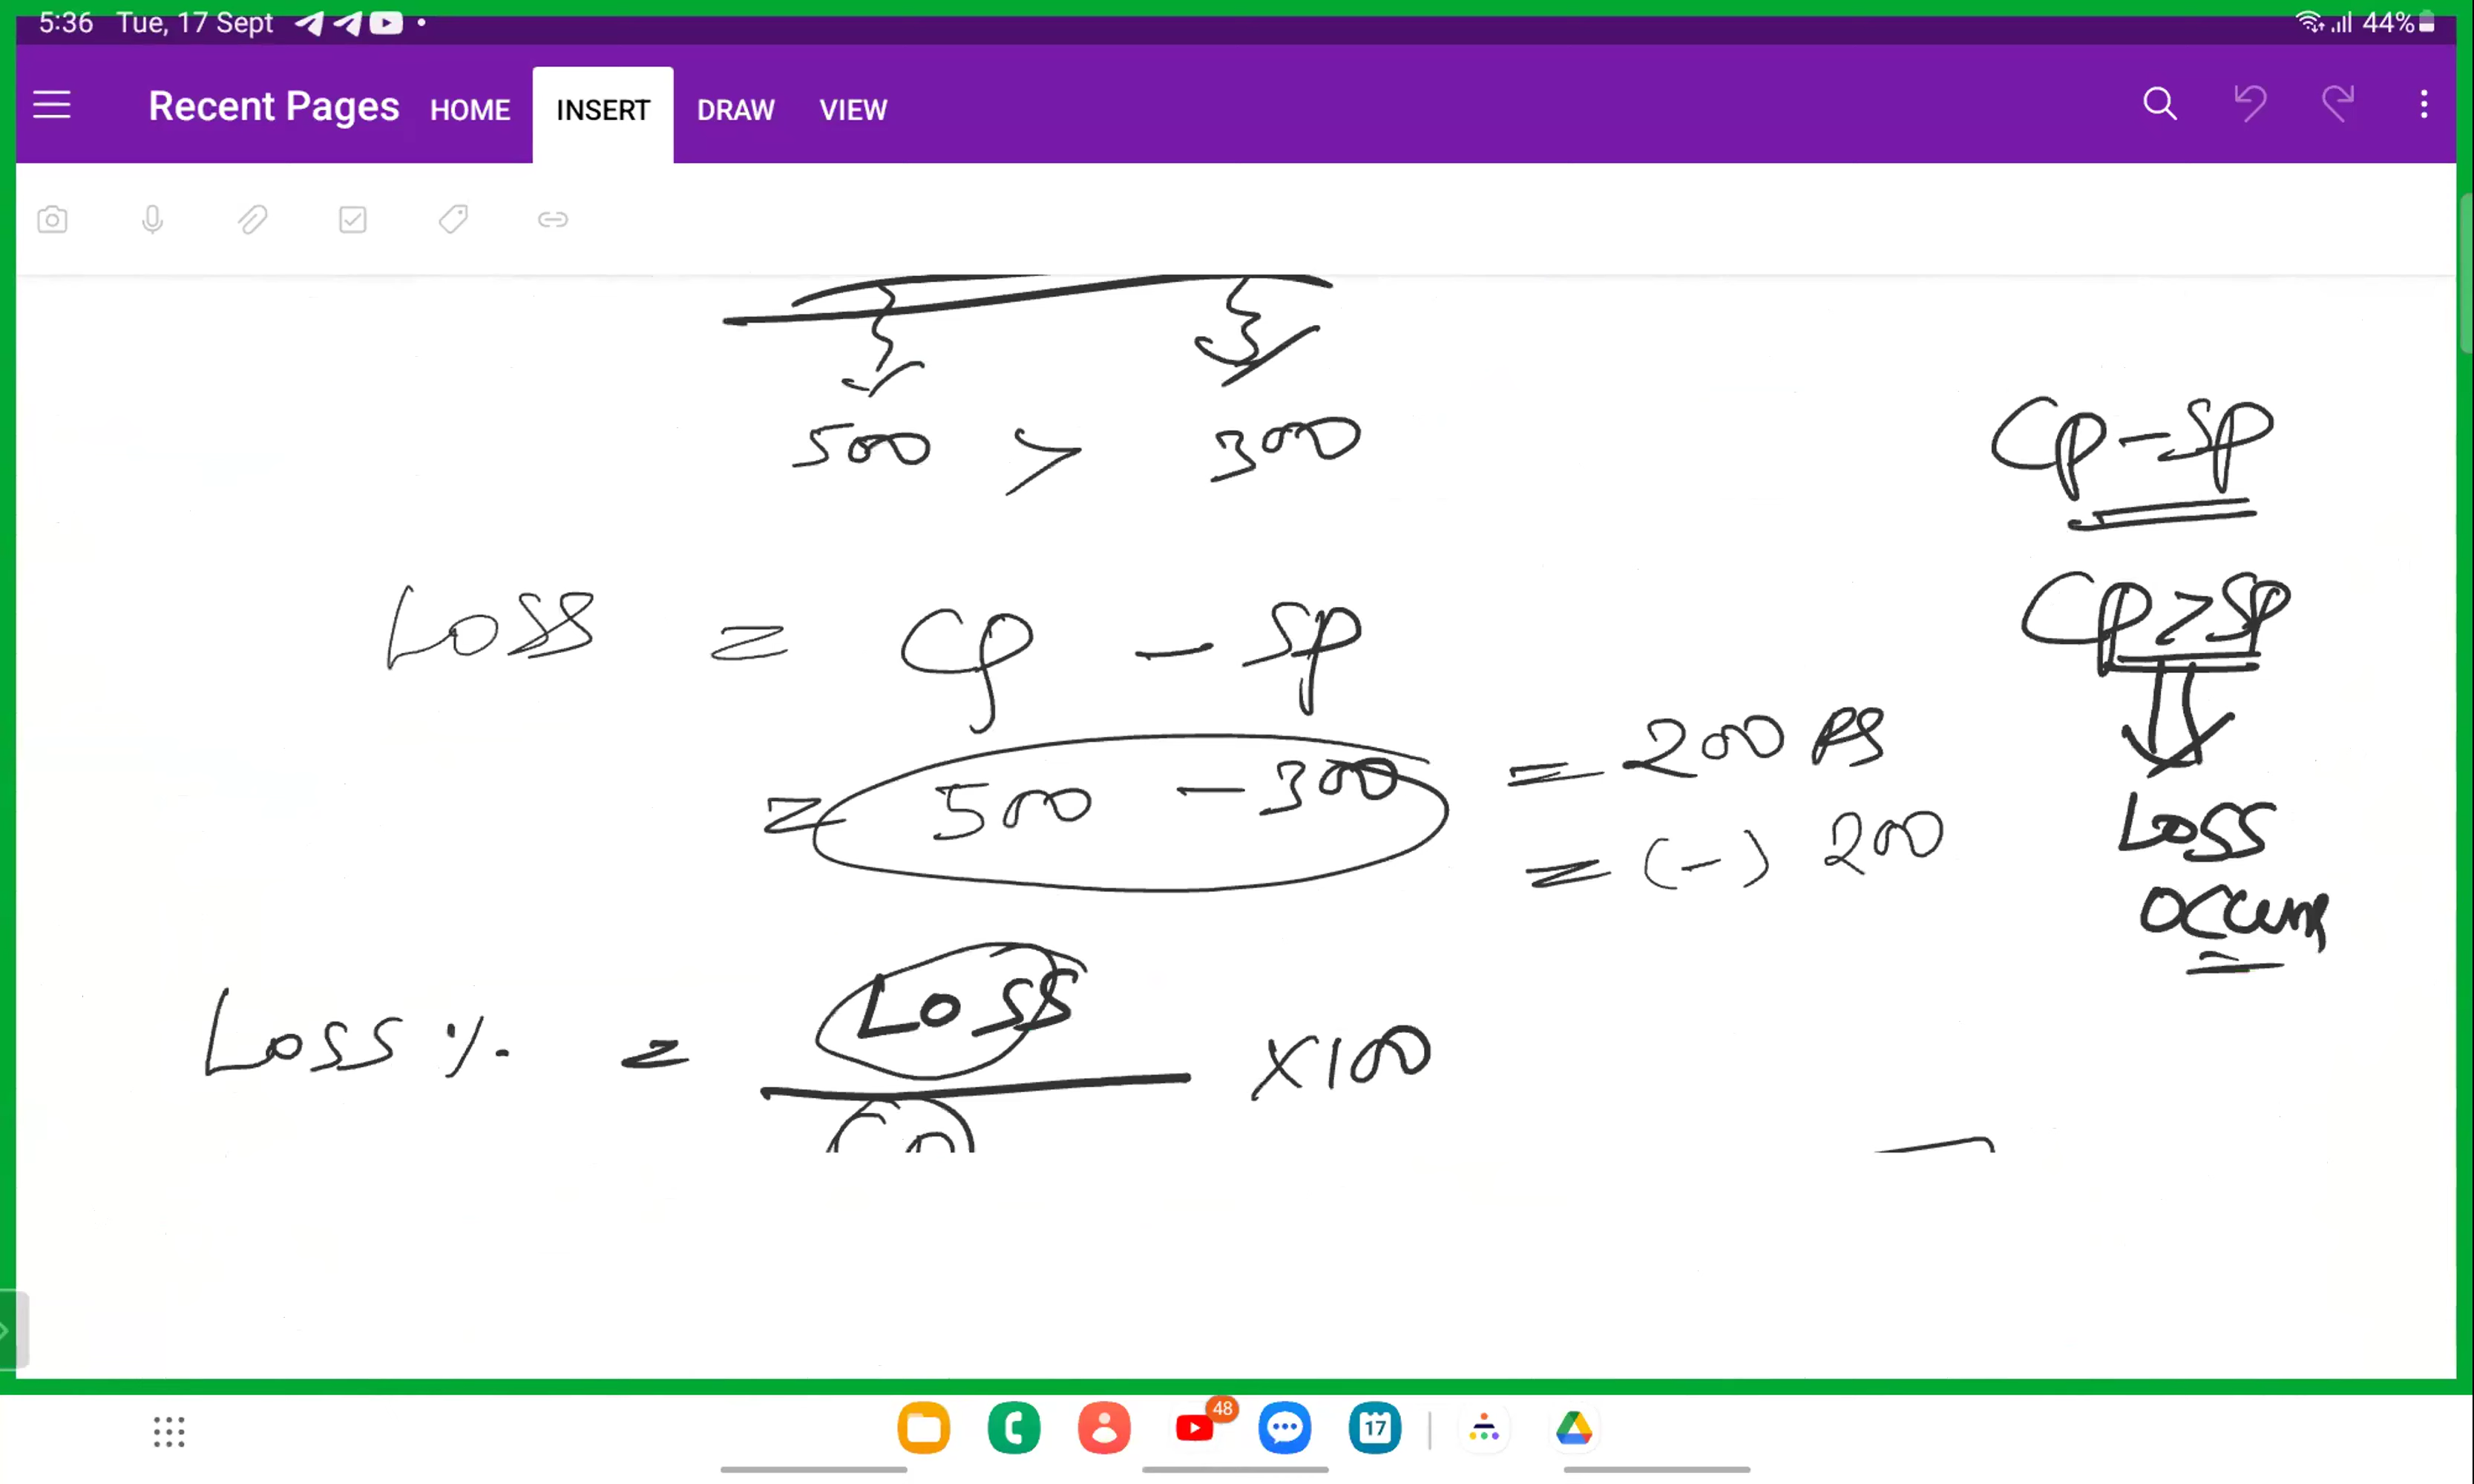 5:36 Tue, 17 Sept 44%
Recent Pages HOME INSERT DRAW VIEW
500 > 300
CP - SP
Loss = CP - SP
CP > SP
= 500 - 300 = 200 RS
= (-) 200
Loss
occurs
Loss % = Loss X100
CP
48
17